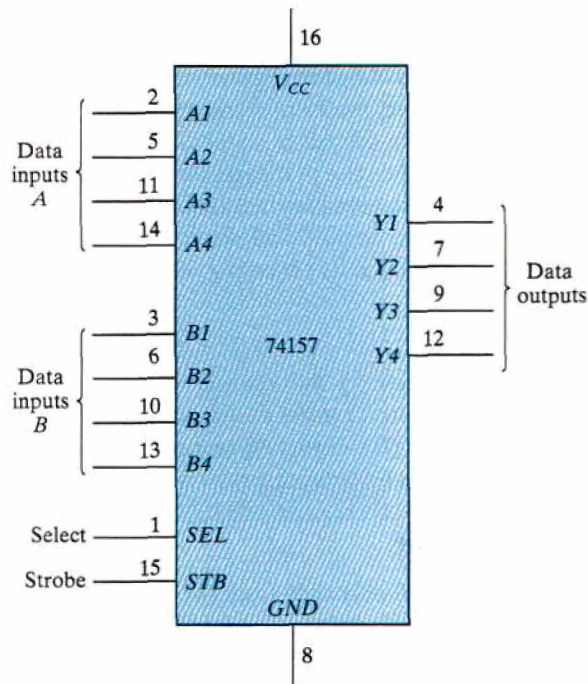 16
V_CC
2 A1
5 A2
11 A3
14 A4
Data
inputs
A
Y1 4
Y2 7
Y3 9
Y4 12
Data
outputs
3 B1
6 B2
10 B3
13 B4
Data
inputs
B
74157
Select 1 SEL
Strobe 15 STB
GND
8